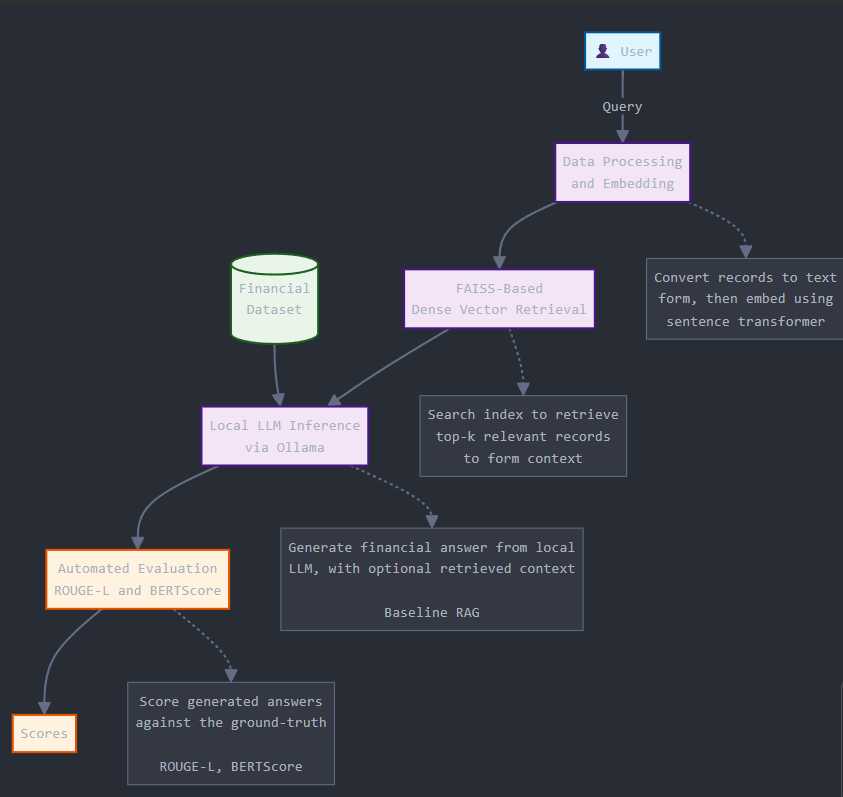 User
Query
Data Processing
and Embedding
Convert records to text
form, then embed using
sentence transformer
Financial
Dataset
FAISS-Based
Dense Vector Retrieval
Search index to retrieve
top-k relevant records
to form context
Local LLM Inference
via Ollama
Generate financial answer from local
LLM, with optional retrieved context
Baseline RAG
Automated Evaluation
ROUGE-L and BERTScore
Score generated answers
against the ground-truth
ROUGE-L, BERTScore
Scores